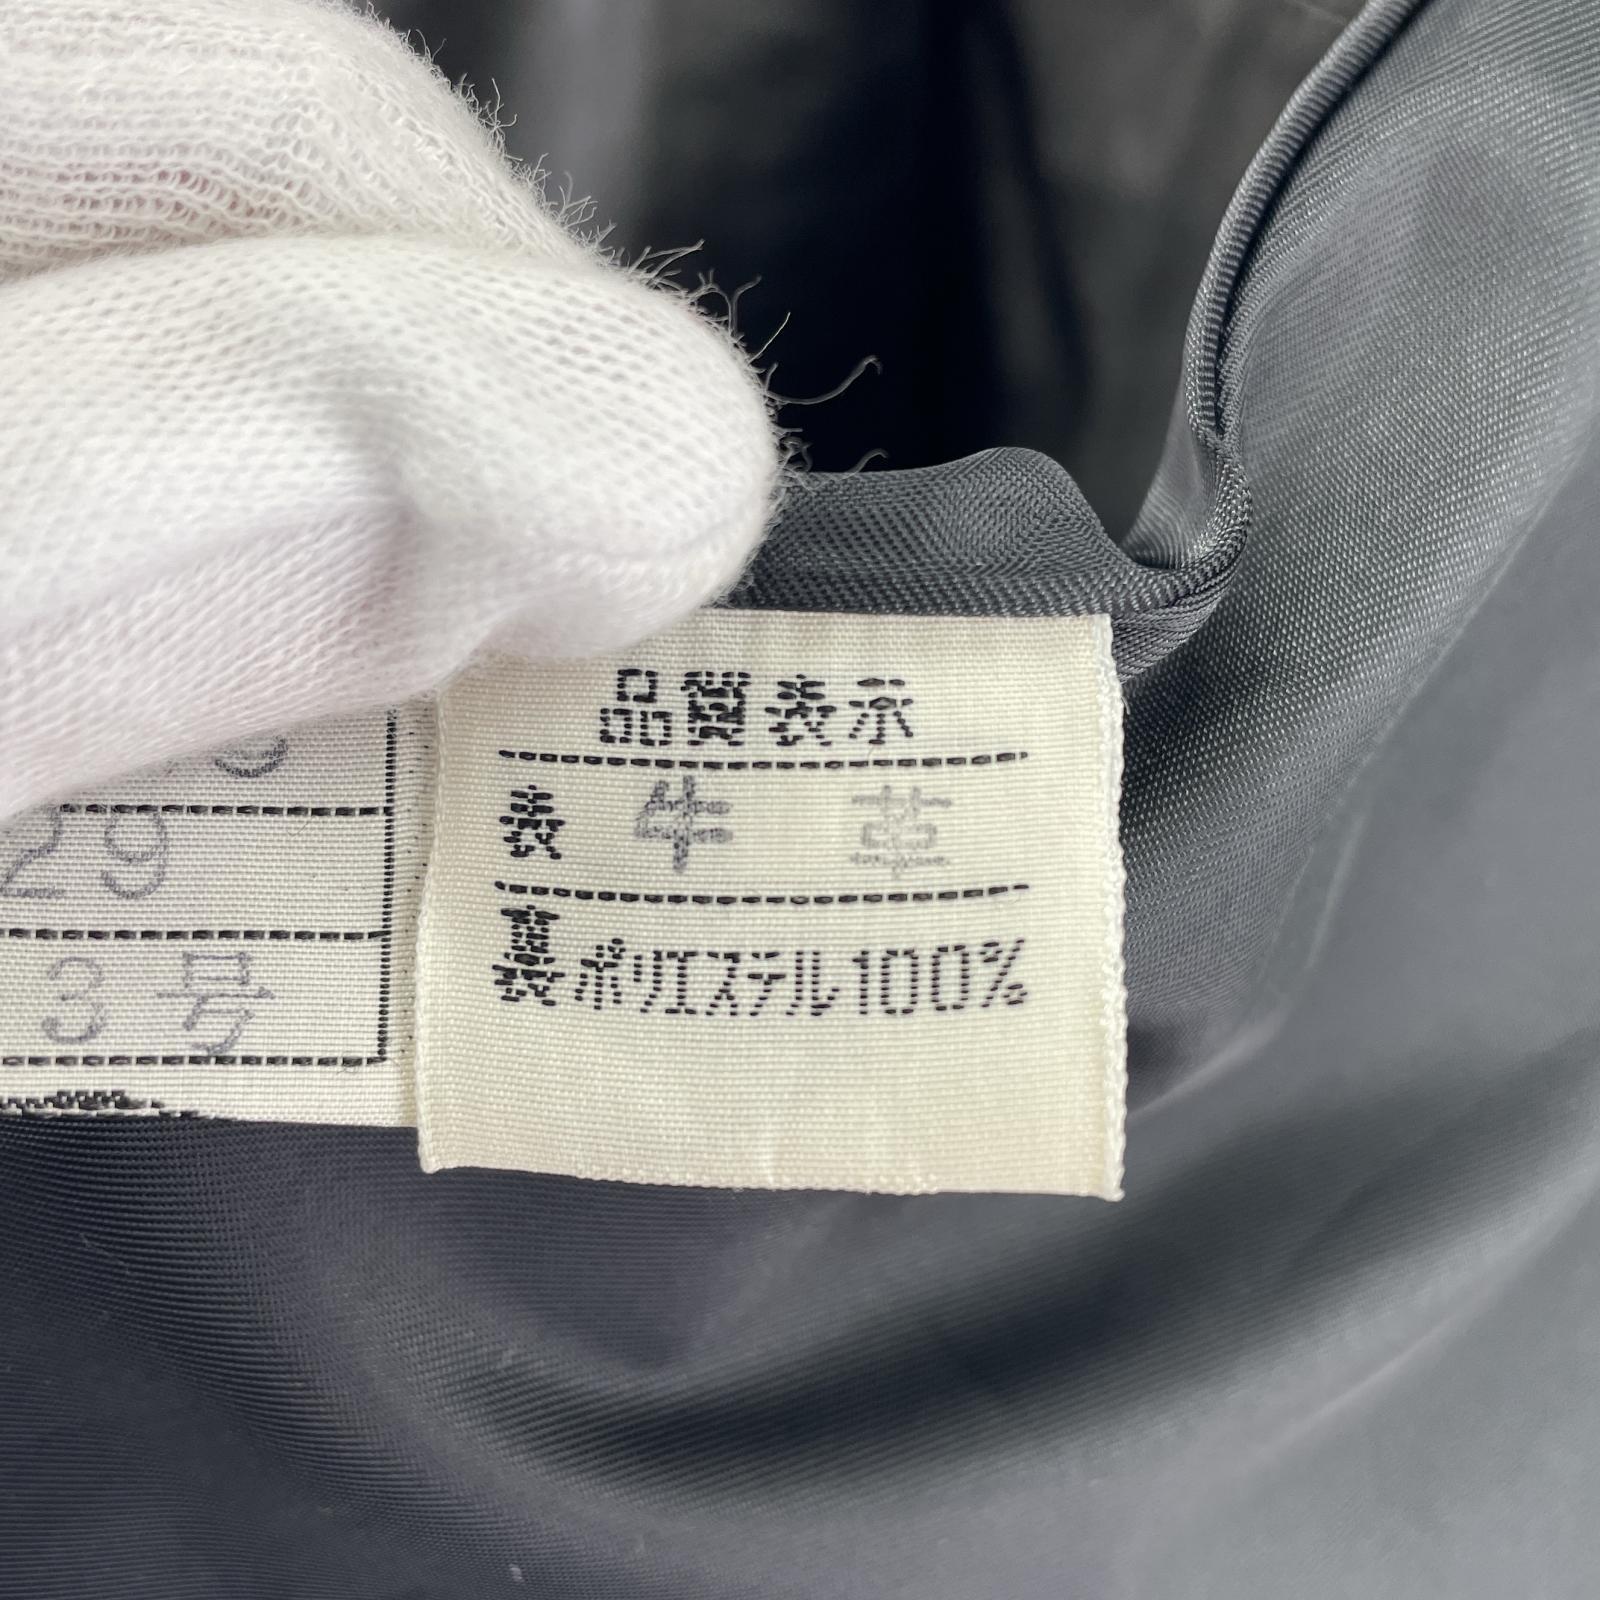 品質表示
表 牛革
裏 ポリエステル100%
29
3号